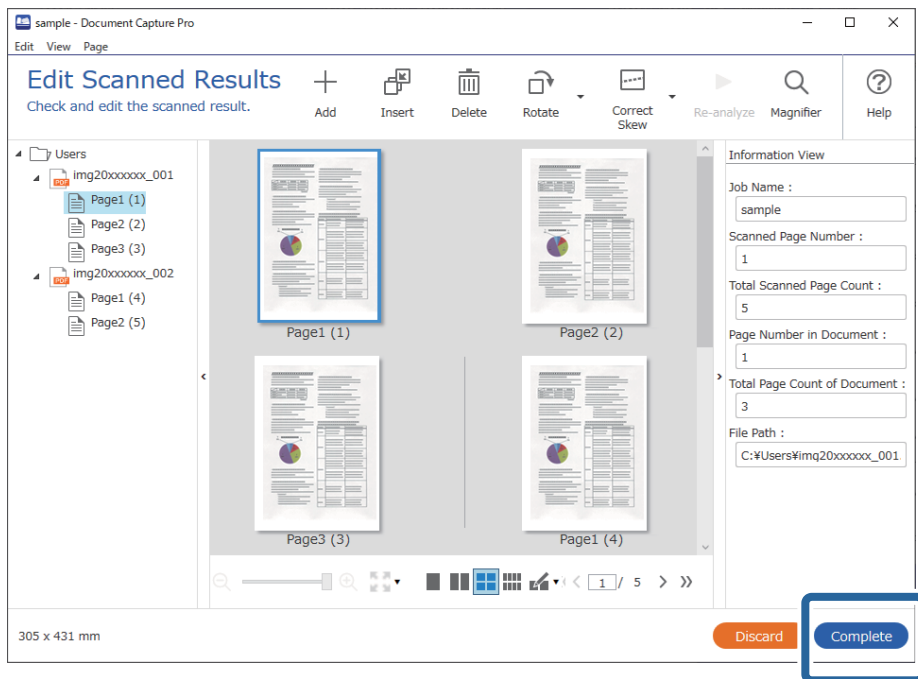 sample - Document Capture Pro
Edit View Page
Edit Scanned Results
Check and edit the scanned result.
Add
Insert
Delete
Rotate
Correct
Skew
Re-analyze
Magnifier
Help
Users
PDF
img20xxxxxx_001
Page1 (1)
Page2 (2)
Page3 (3)
PDF
img20xxxxxx_002
Page1 (4)
Page2 (5)
Page1 (1)
Page2 (2)
Page3 (3)
Page1 (4)
1 / 5
Information View
Job Name :
sample
Scanned Page Number :
1
Total Scanned Page Count :
5
Page Number in Document :
1
Total Page Count of Document :
3
File Path :
C:¥Users¥img20xxxxxx_001
305 x 431 mm
Discard
Complete